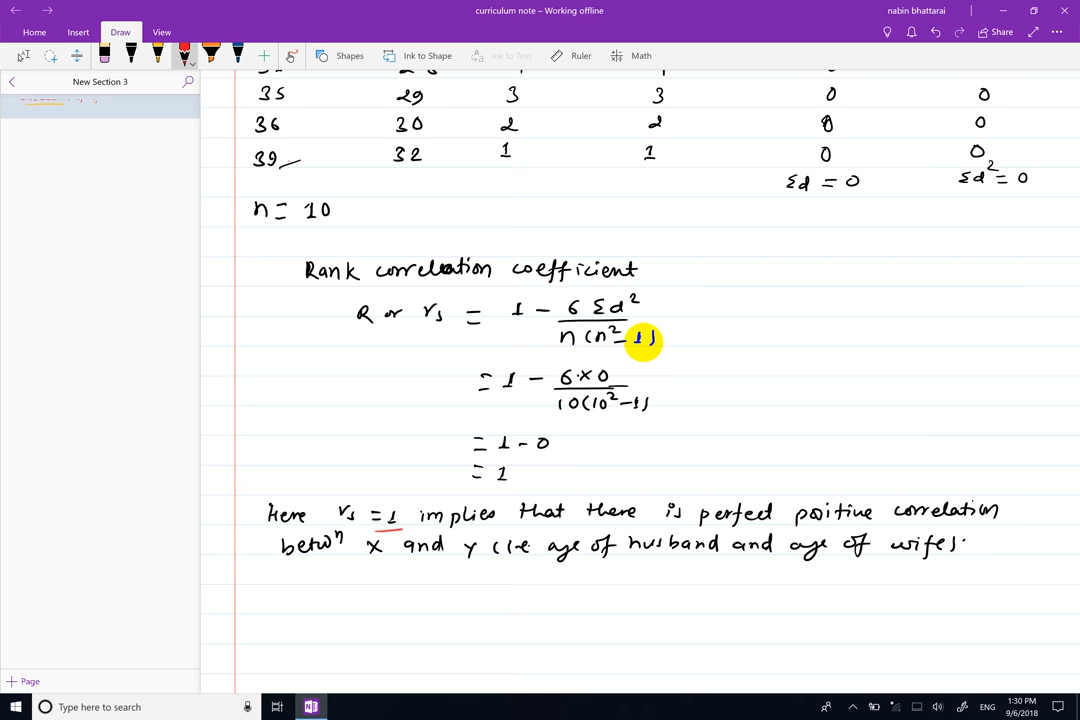 curriculum note – Working offline
nabin bhattarai
Home Insert Draw View
Share
Shapes Ink to Shape Ink to Text Ruler Math
New Section 3
35 29 3 3 0 0
36 30 2 2 0 0
39 32 1 1 0 0
Σd = 0 Σd² = 0
n = 10
Rank correlation coefficient
R or rs = 1 - 6 Σd² / n(n² - 1)
= 1 - 6×0 / 10(10² - 1)
= 1 - 0
= 1
Here rs = 1 implies that there is perfect positive correlation
betwⁿ x and y (i.e. age of husband and age of wife).
Page
Type here to search
ENG
1:30 PM
9/6/2018